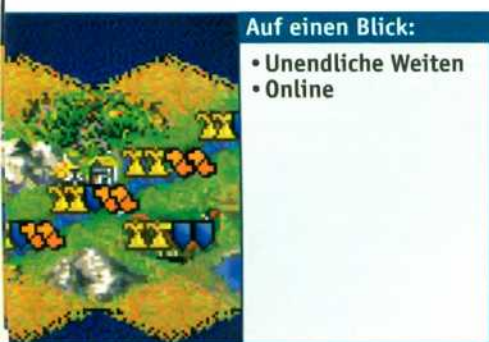 Auf einen Blick:
• Unendliche Weiten
• Online